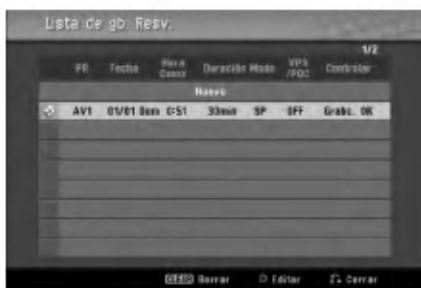 Lista de gb. Resv.
1/2
PR Fecha Hora Comz Duración Modo VPS /PDC Controlar
Nuevo
AV1 01/01 Dom 0:51 30min SP OFF Grabc. OK
CLEAR Borrar Editar Cerrar